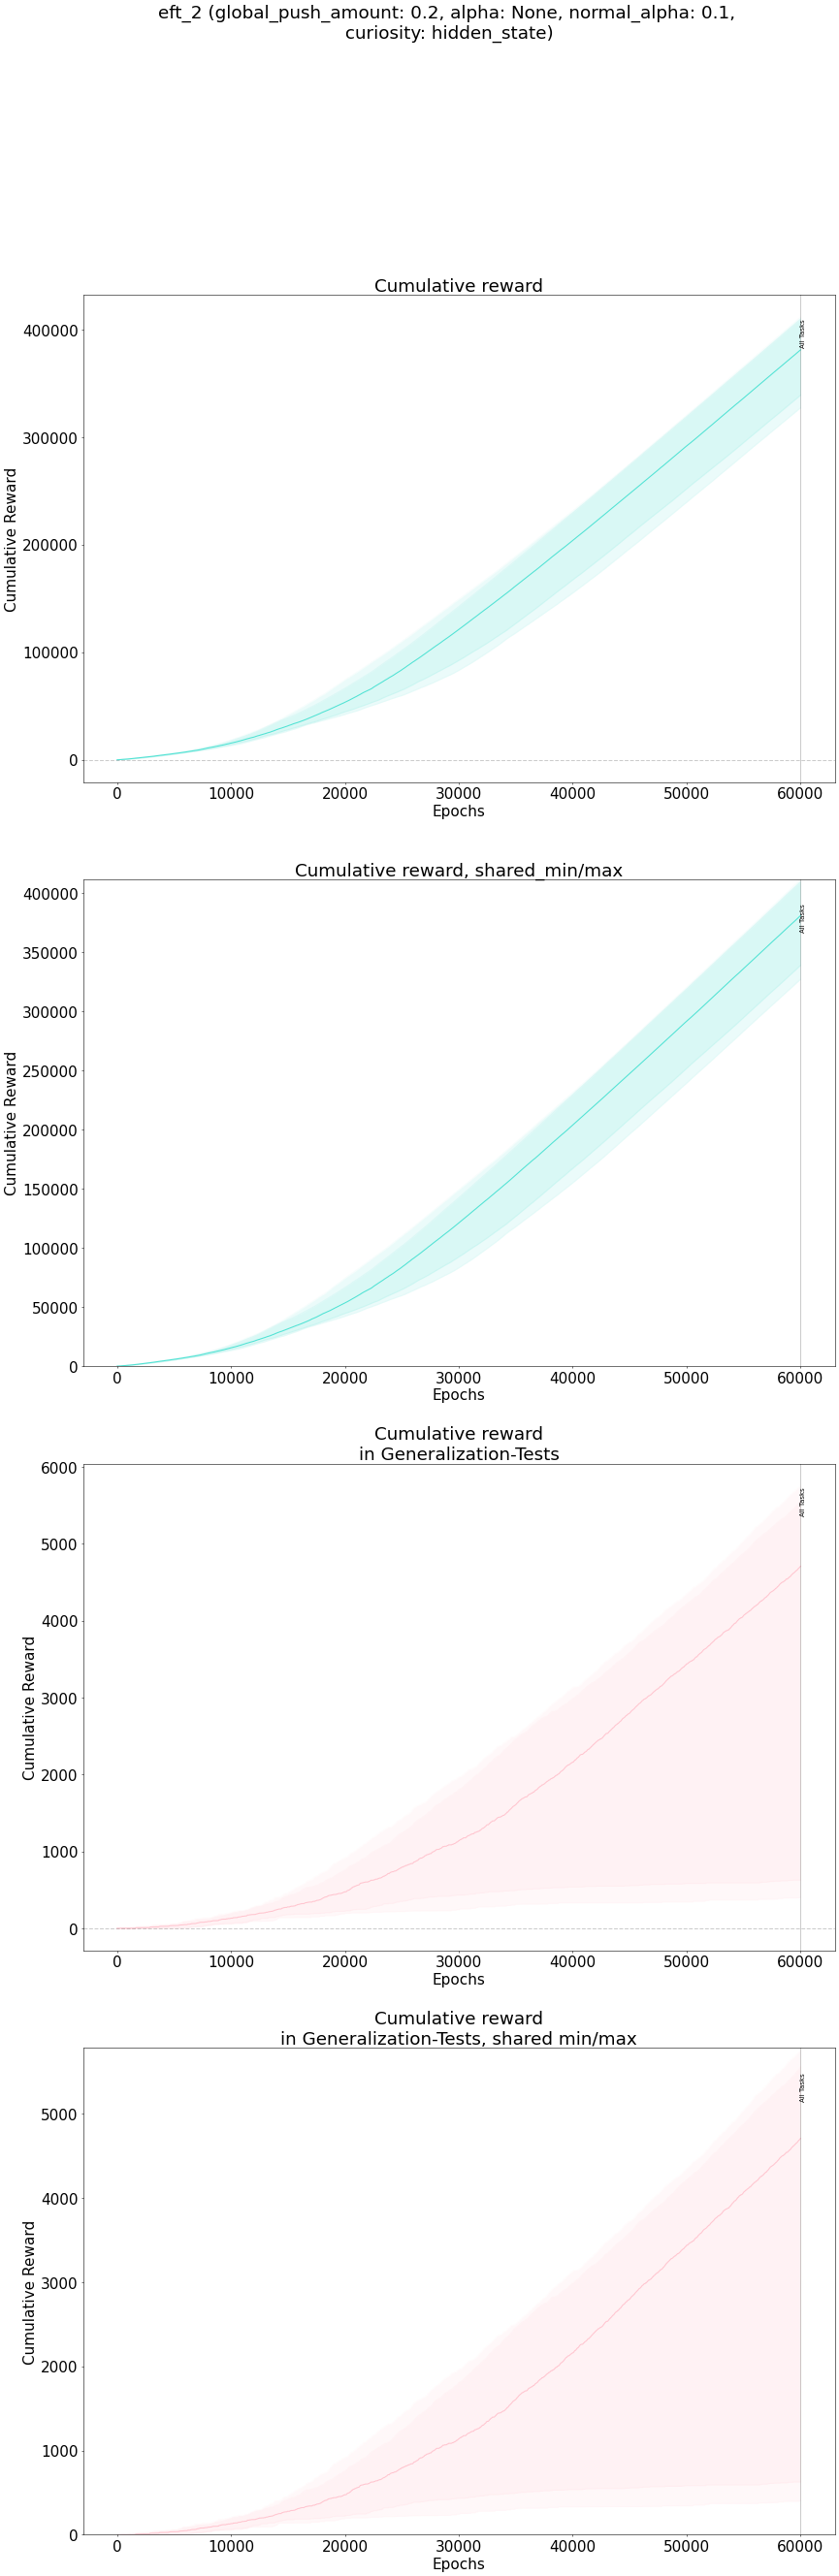 eft_2 (global_push_amount: 0.2, alpha: None, normal_alpha: 0.1,
curiosity: hidden_state)
Cumulative reward
400000
300000
200000
100000
0
Cumulative Reward
All Tasks
0 10000 20000 30000 40000 50000 60000
Epochs
Cumulative reward, shared_min/max
400000
350000
300000
250000
200000
150000
100000
50000
0
Cumulative Reward
All Tasks
0 10000 20000 30000 40000 50000 60000
Epochs
Cumulative reward
in Generalization-Tests
6000
5000
4000
3000
2000
1000
0
Cumulative Reward
All Tasks
0 10000 20000 30000 40000 50000 60000
Epochs
Cumulative reward
in Generalization-Tests, shared min/max
5000
4000
3000
2000
1000
0
Cumulative Reward
All Tasks
0 10000 20000 30000 40000 50000 60000
Epochs